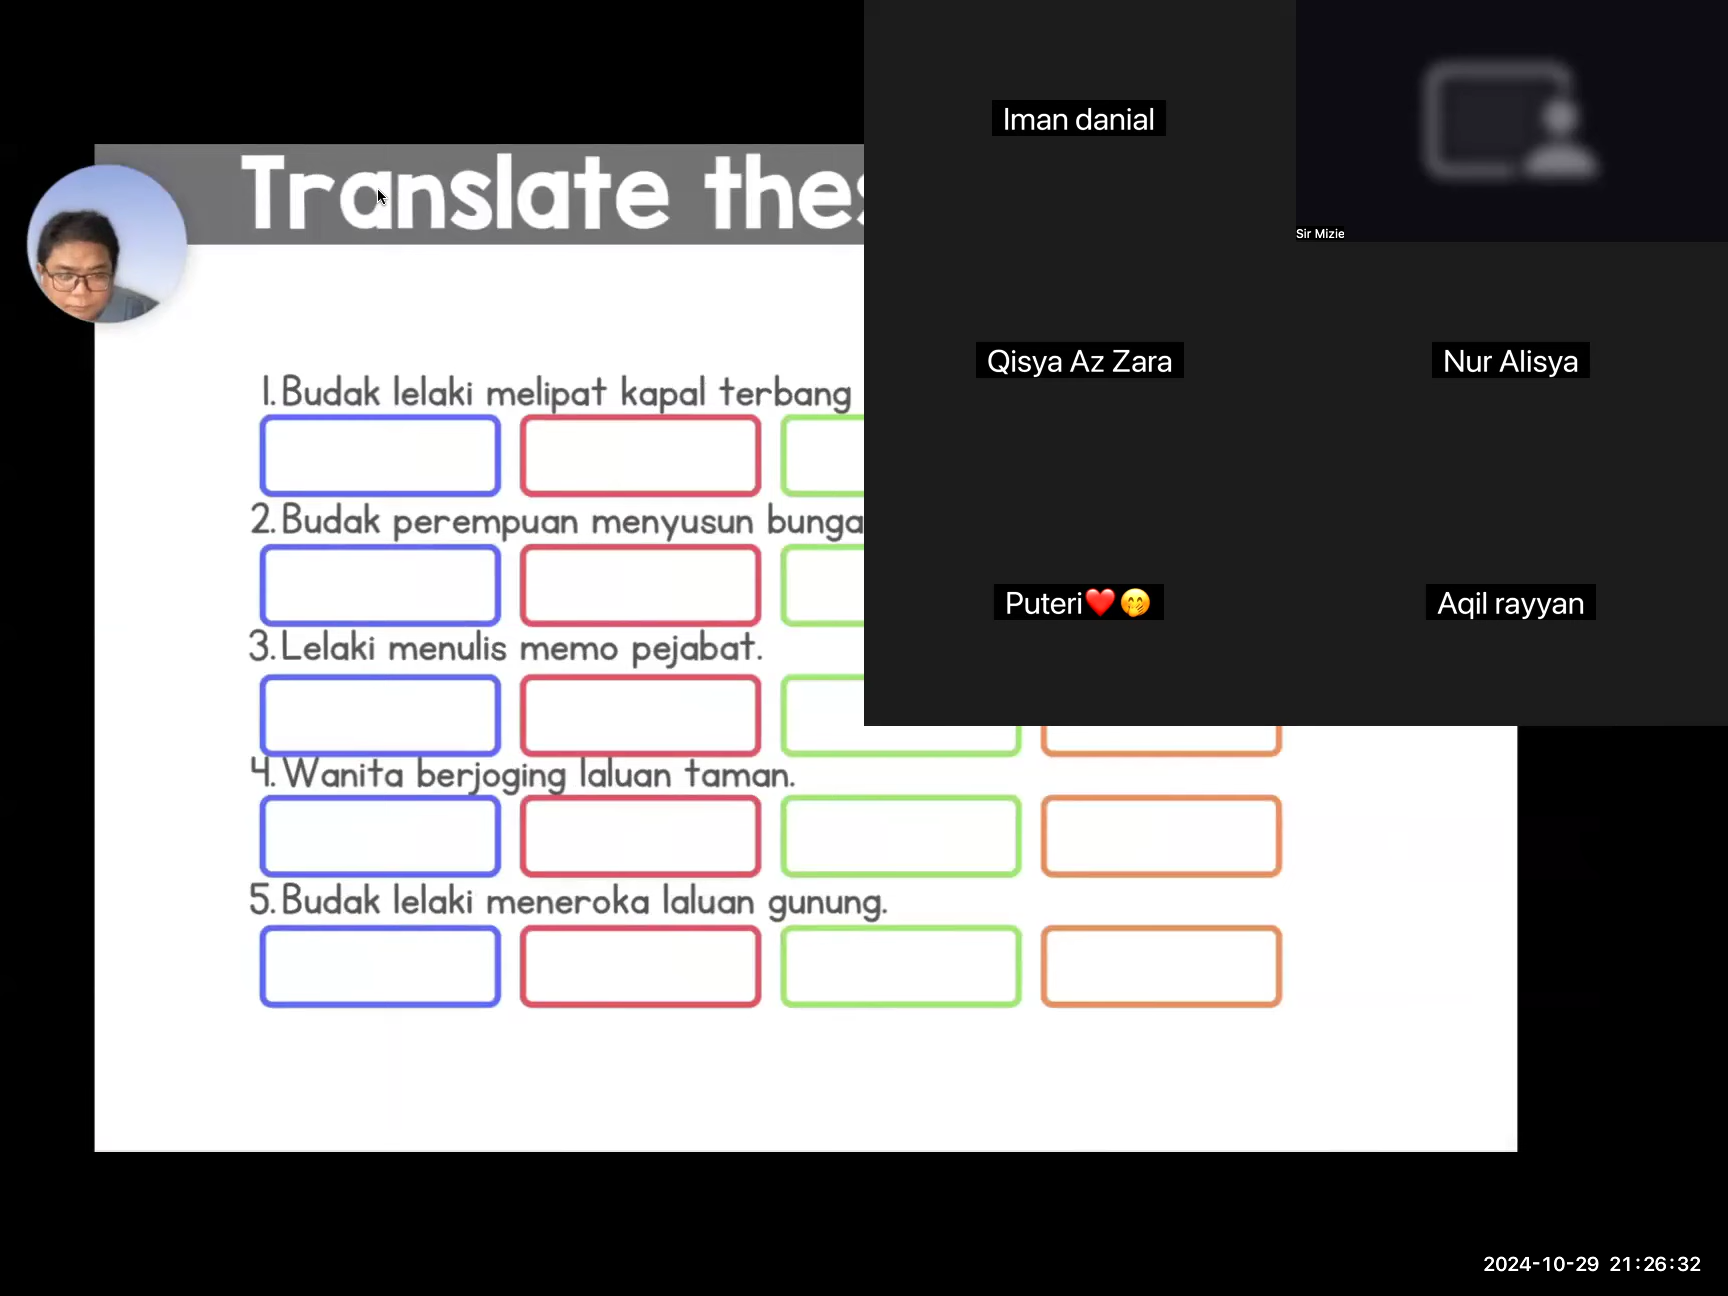 Translate
1. Budak lelaki melipat kapal terbang
2. Budak perempuan menyusun bunga
3. Lelaki menulis memo pejabat.
4. Wanita berjoging laluan taman.
5. Budak lelaki meneroka laluan gunung.
Iman danial
Sir Mizie
Qisya Az Zara
Nur Alisya
Puteri❤️🤭
Aqil rayyan
2024-10-29 21:26:32